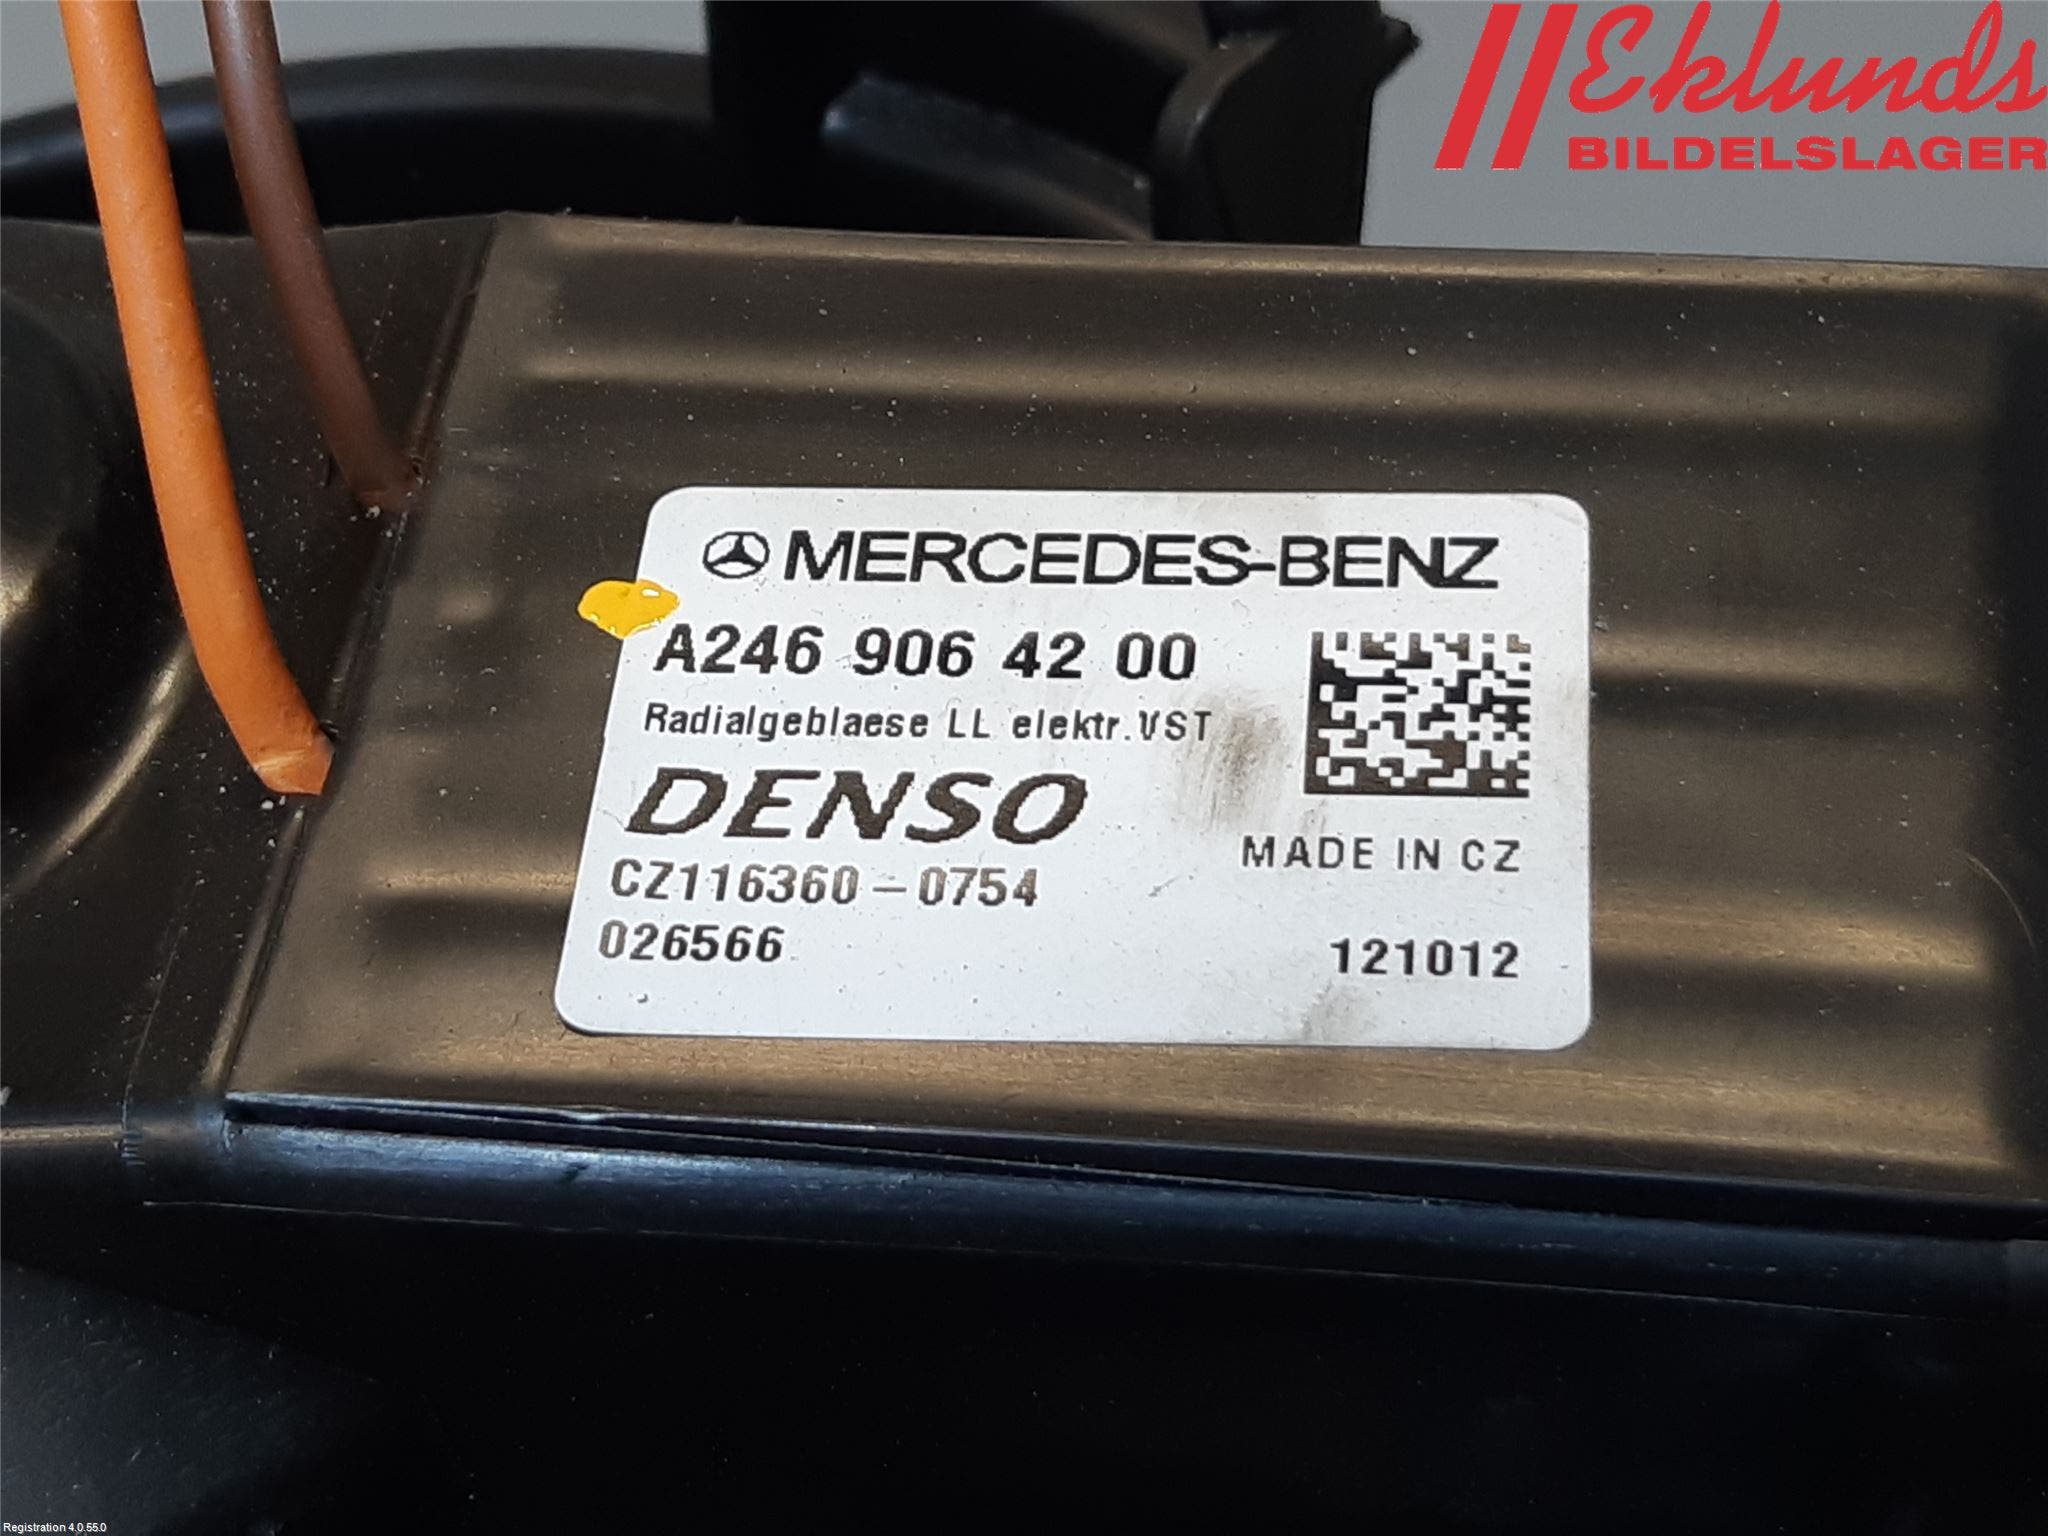 Eklunds
BILDELSLAGER
MERCEDES-BENZ
A246 906 42 00
Radialgeblaese LL elektr.VST
DENSO
MADE IN CZ
CZ116360-0754
026566
121012
Registration 4.0.55.0